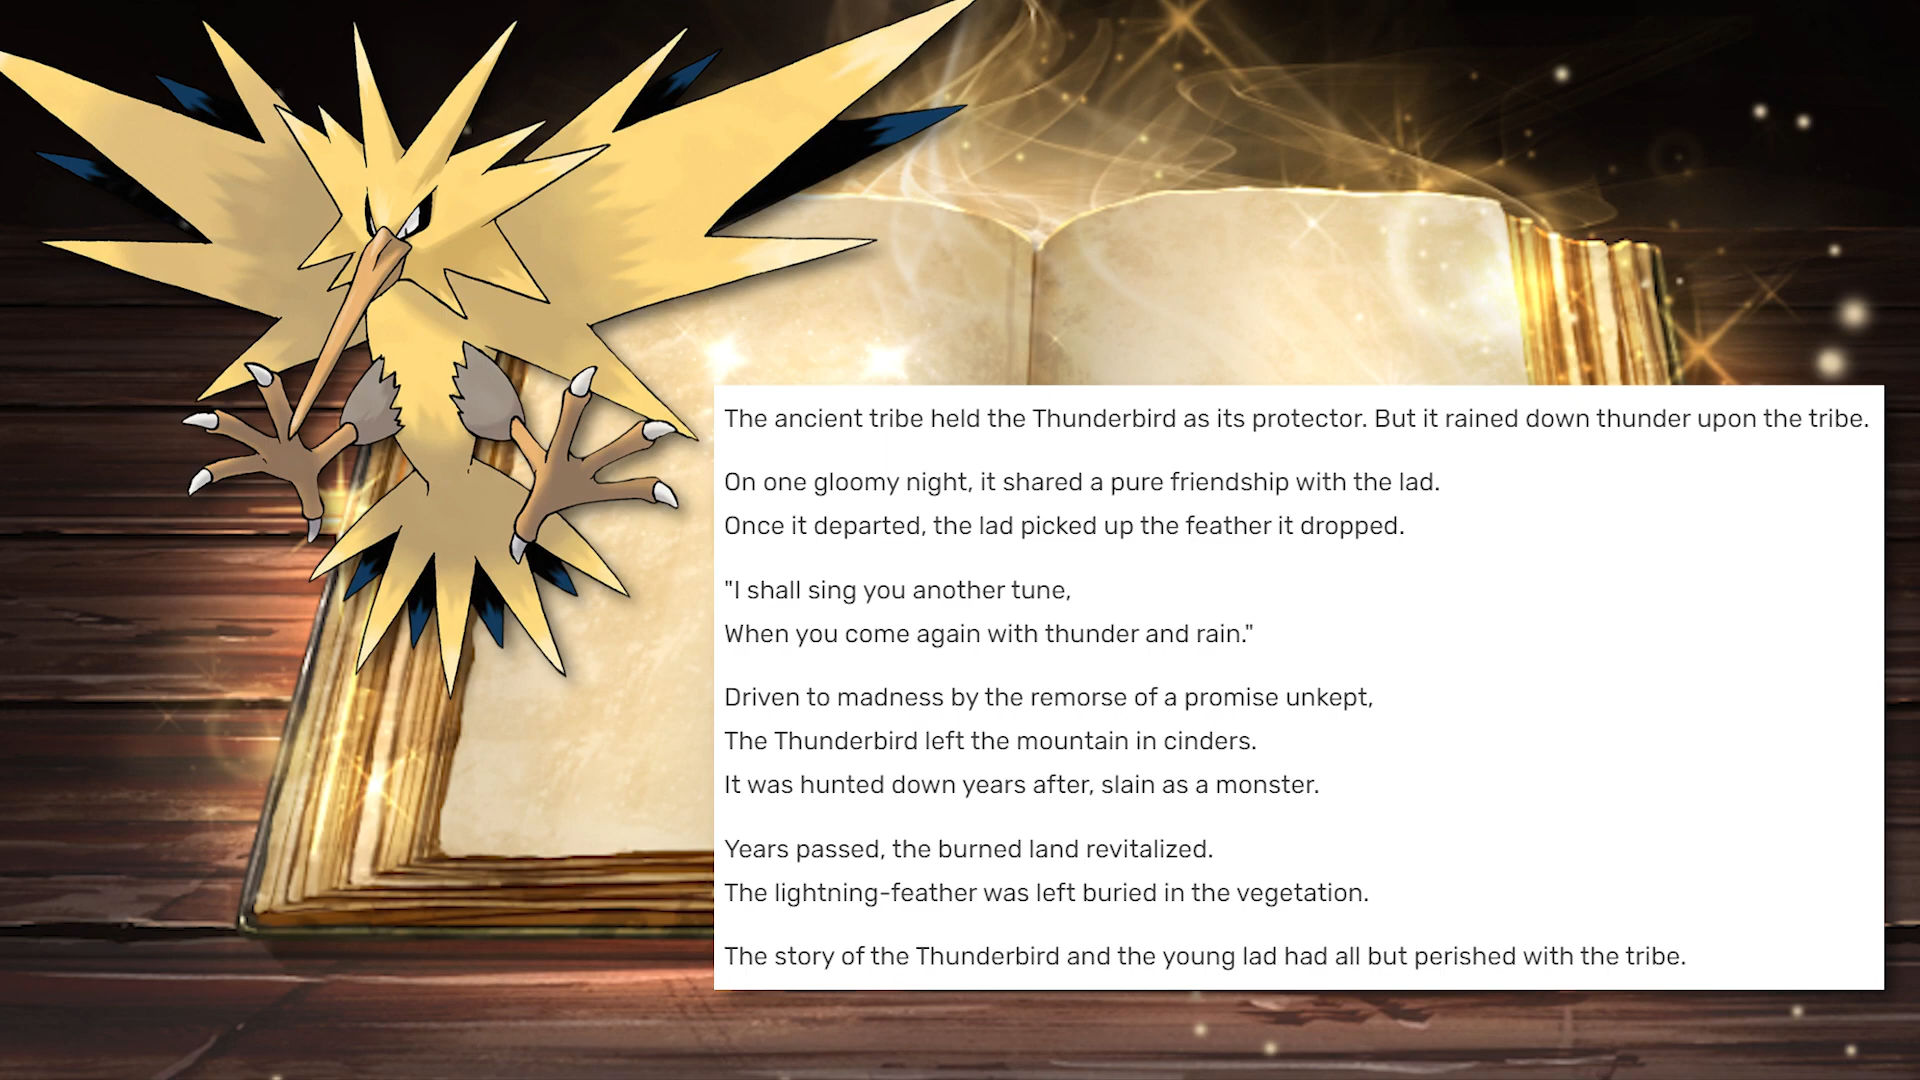 The ancient tribe held the Thunderbird as its protector. But it rained down thunder upon the tribe.
On one gloomy night, it shared a pure friendship with the lad.
Once it departed, the lad picked up the feather it dropped.
"I shall sing you another tune,
When you come again with thunder and rain."
Driven to madness by the remorse of a promise unkept,
The Thunderbird left the mountain in cinders.
It was hunted down years after, slain as a monster.
Years passed, the burned land revitalized.
The lightning-feather was left buried in the vegetation.
The story of the Thunderbird and the young lad had all but perished with the tribe.